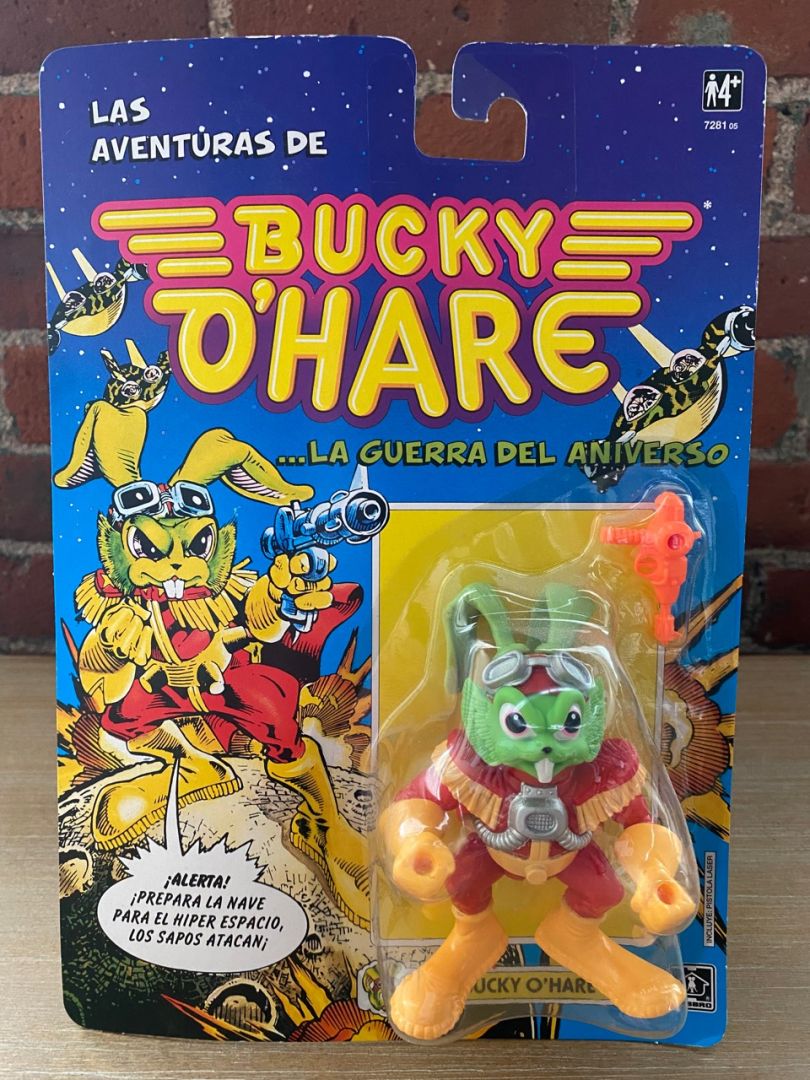 LAS
AVENTURAS DE
4+
7281 05
BUCKY *
O'HARE
...LA GUERRA DEL ANIVERSO
¡ALERTA!
¡PREPARA LA NAVE
PARA EL HIPER ESPACIO,
LOS SAPOS ATACAN¡
INCLUYE: PISTOLA LASER
BUCKY O'HARE